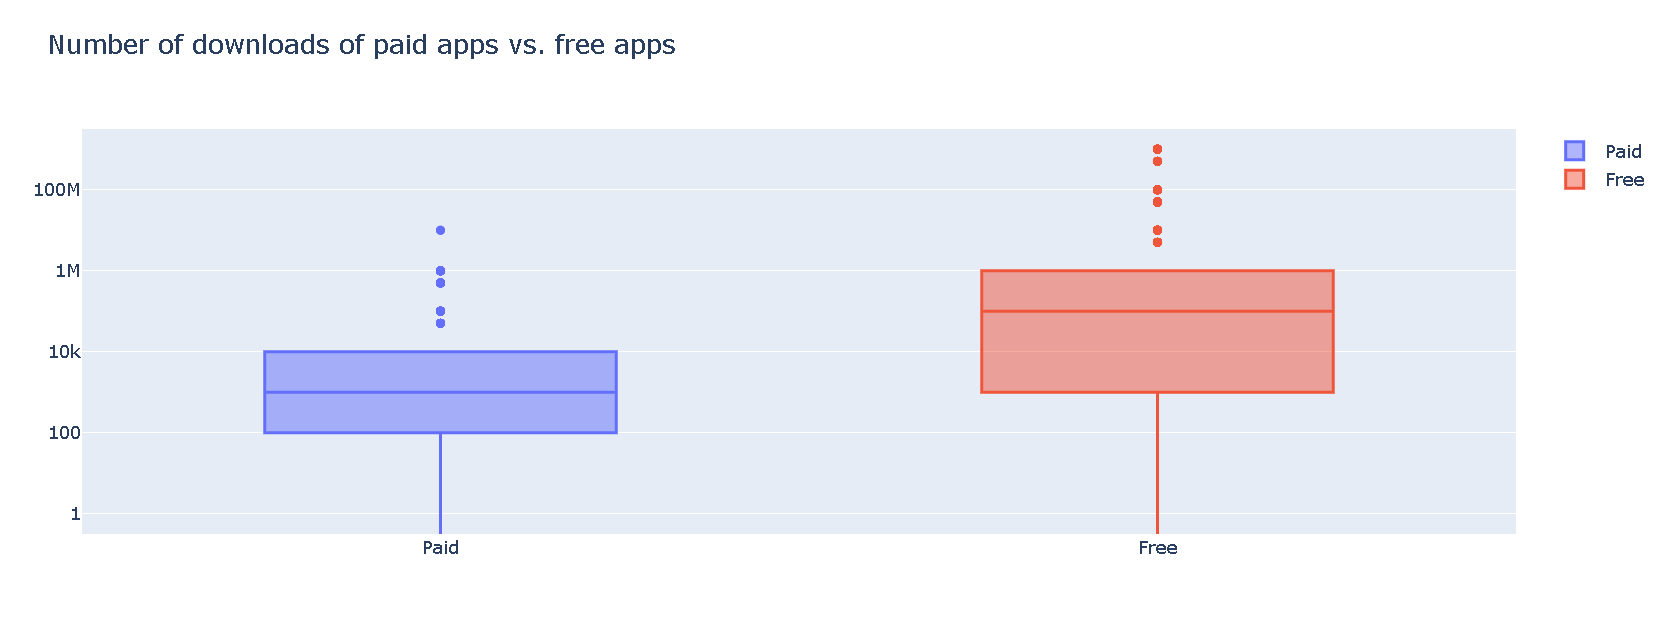 Number of downloads of paid apps vs. free apps
Paid
Free
100M
1M
10k
100
1
Paid
Free